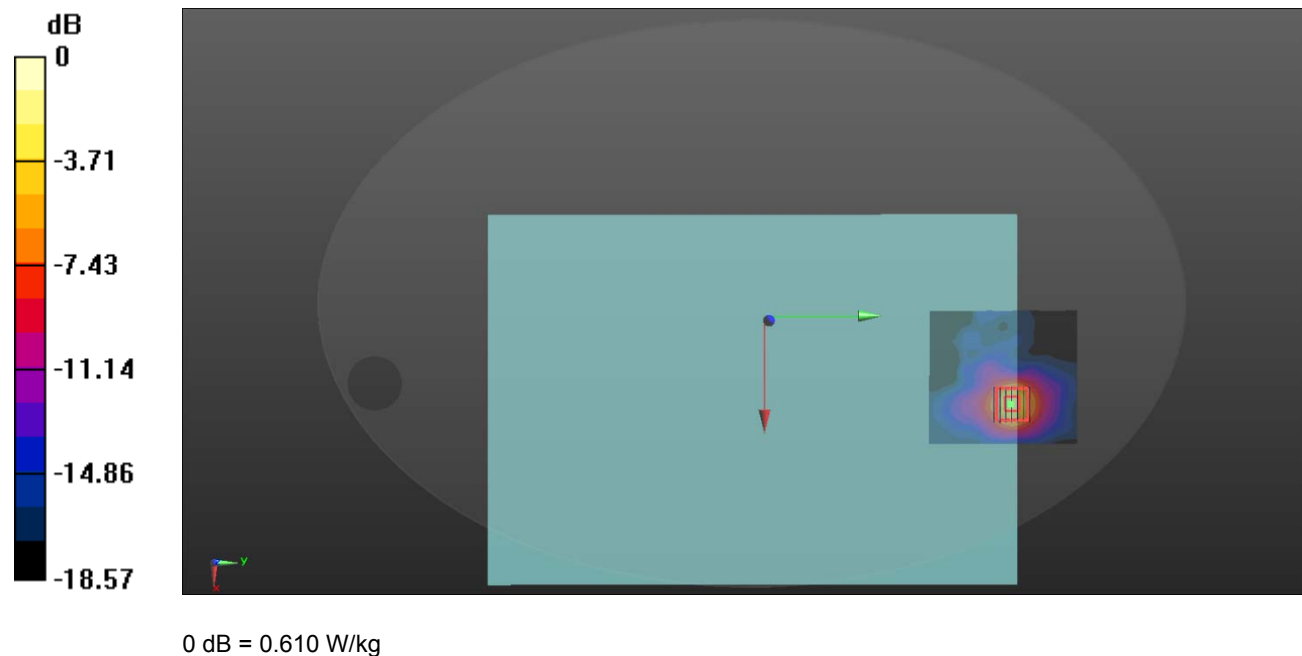 dB
0
-3.71
-7.43
-11.14
-14.86
-18.57
y
x
0 dB = 0.610 W/kg